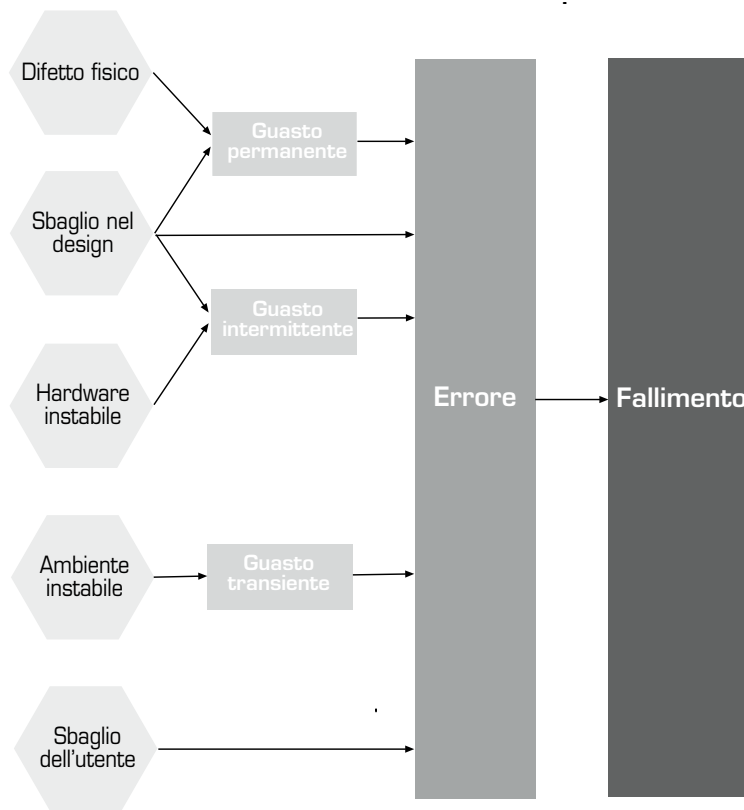 Difetto fisico
Guasto
permanente
Sbaglio nel
design
Guasto
intermittente
Hardware
instabile
Errore
Fallimento
Ambiente
instabile
Guasto
transiente
Sbaglio
dell'utente